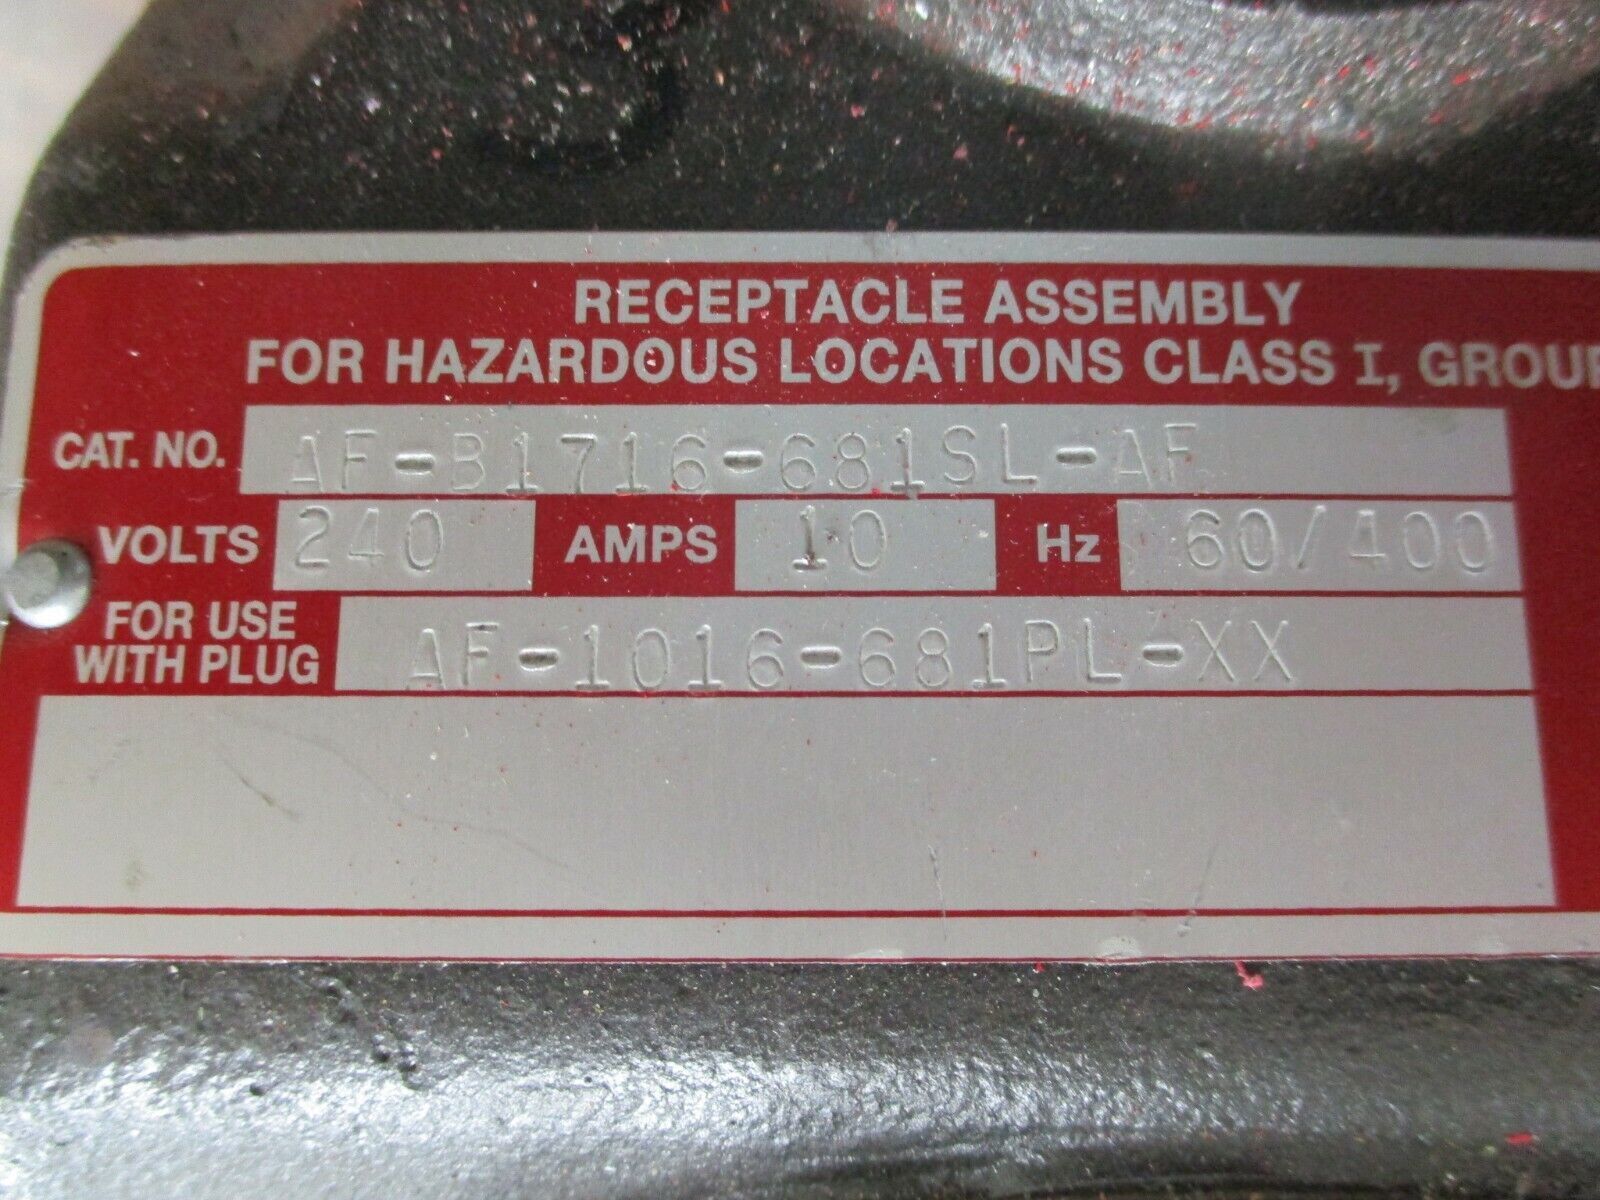 RECEPTACLE ASSEMBLY
FOR HAZARDOUS LOCATIONS CLASS I, GROUP
CAT. NO. AF-B1716-681SL-AF
VOLTS 240 AMPS 10 Hz 60/400
FOR USE WITH PLUG AF-1016-681PL-XX